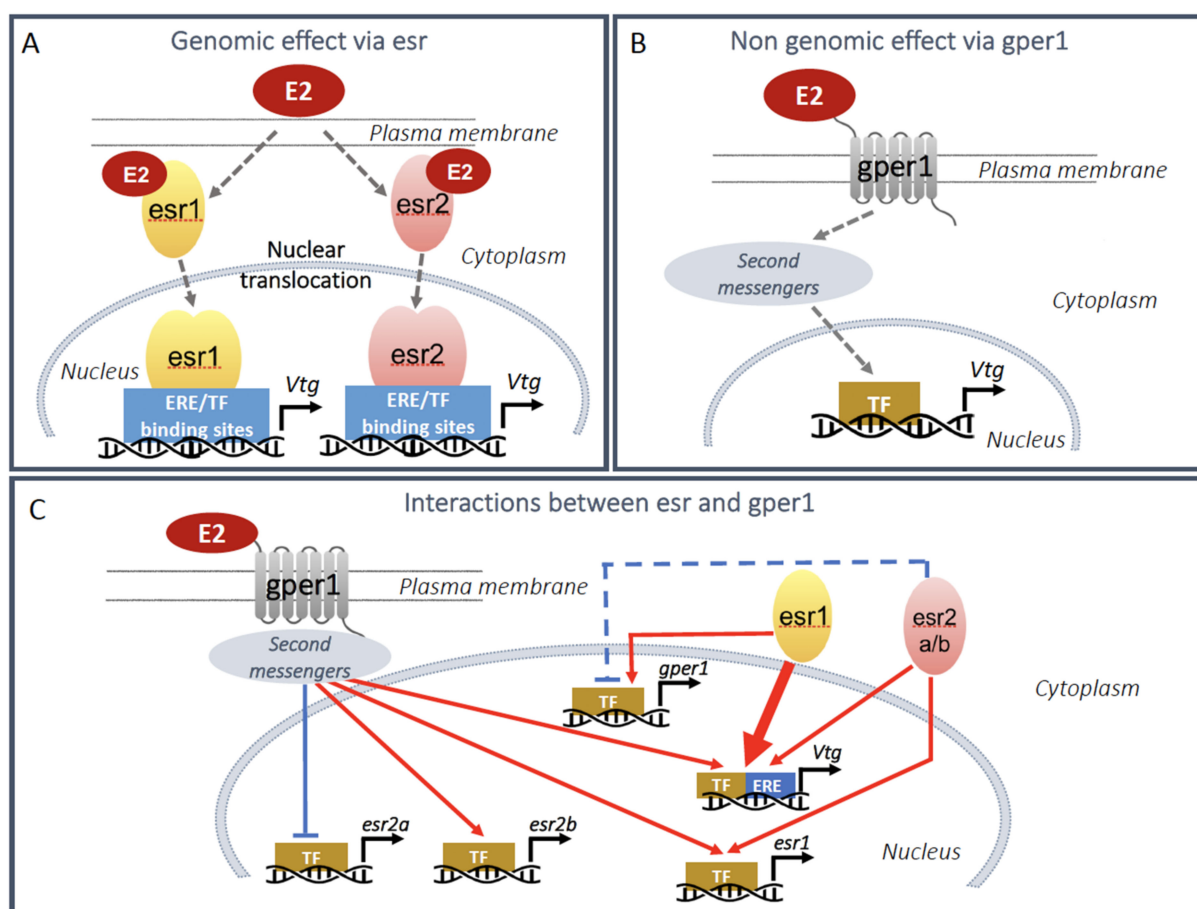 A
Genomic effect via esr
E2
Plasma membrane
E2
E2
esr1
esr2
Nuclear
translocation
Cytoplasm
Nucleus
esr1
esr2
ERE/TF
binding sites
Vtg
ERE/TF
binding sites
Vtg
B
Non genomic effect via gper1
E2
gper1
Plasma membrane
Second
messengers
Cytoplasm
TF
Vtg
Nucleus
C
Interactions between esr and gper1
E2
gper1
Plasma membrane
Second
messengers
esr1
esr2
a/b
Cytoplasm
TF
gper1
TF
ERE
Vtg
TF
esr2a
TF
esr2b
TF
esr1
Nucleus